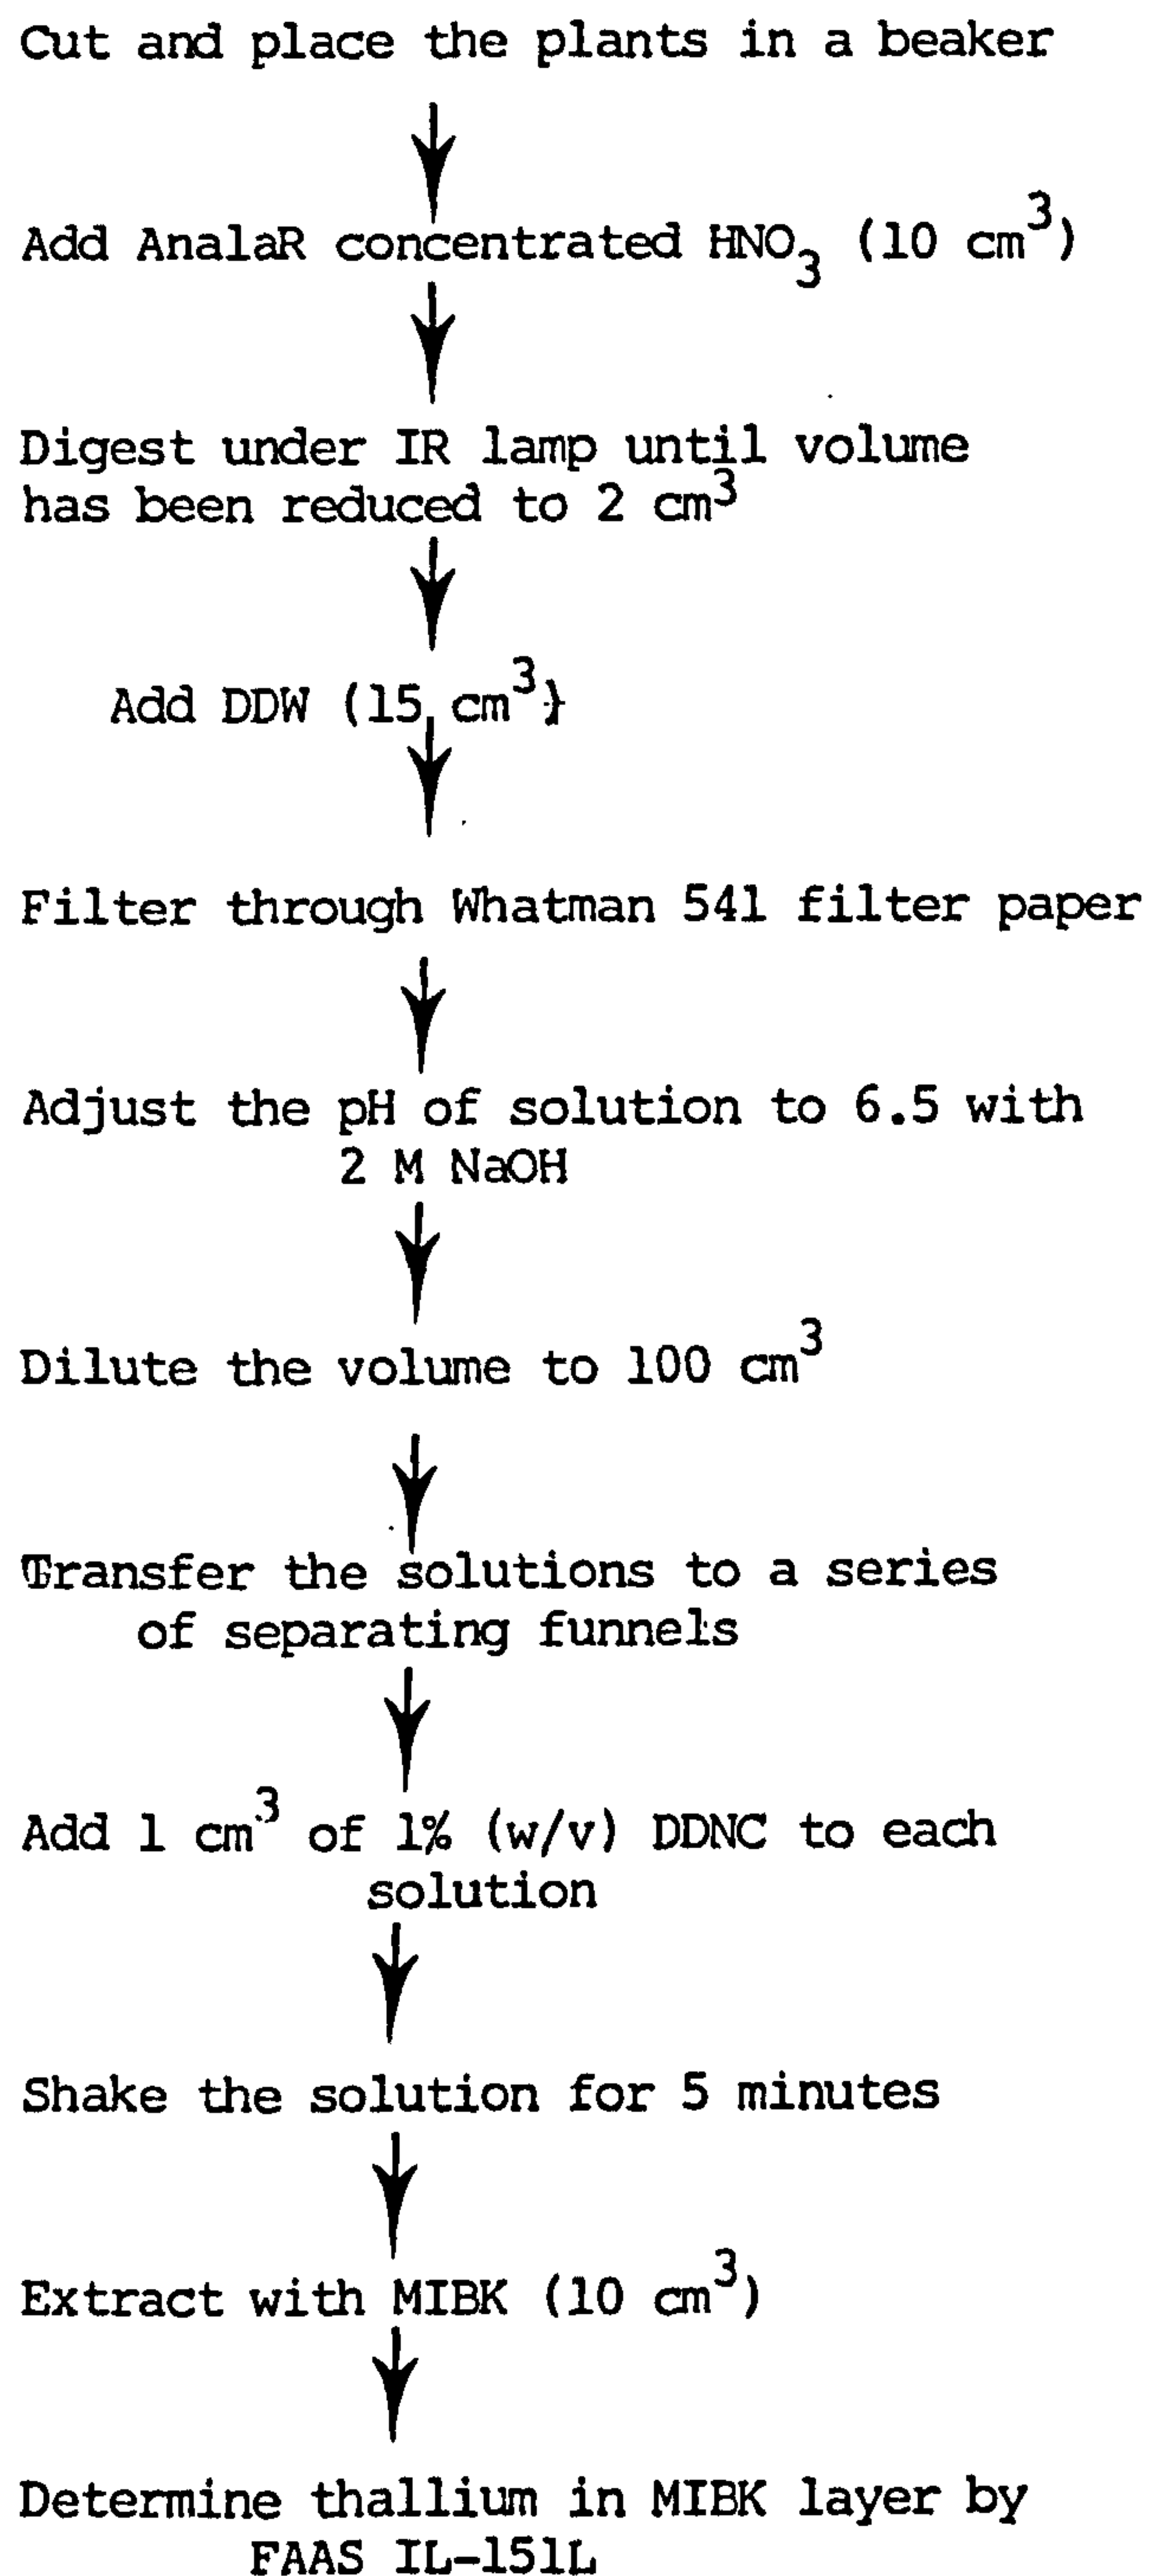 Cut and place the plants in a beaker
Add AnalaR concentrated HNO₃ (10 cm³)
Digest under IR lamp until volume
has been reduced to 2 cm³
Add DDW (15 cm³)
Filter through Whatman 541 filter paper
Adjust the pH of solution to 6.5 with
2 M NaOH
Dilute the volume to 100 cm³
Transfer the solutions to a series
of separating funnels
Add 1 cm³ of 1% (w/v) DDNC to each
solution
Shake the solution for 5 minutes
Extract with MIBK (10 cm³)
Determine thallium in MIBK layer by
FAAS IL-151L